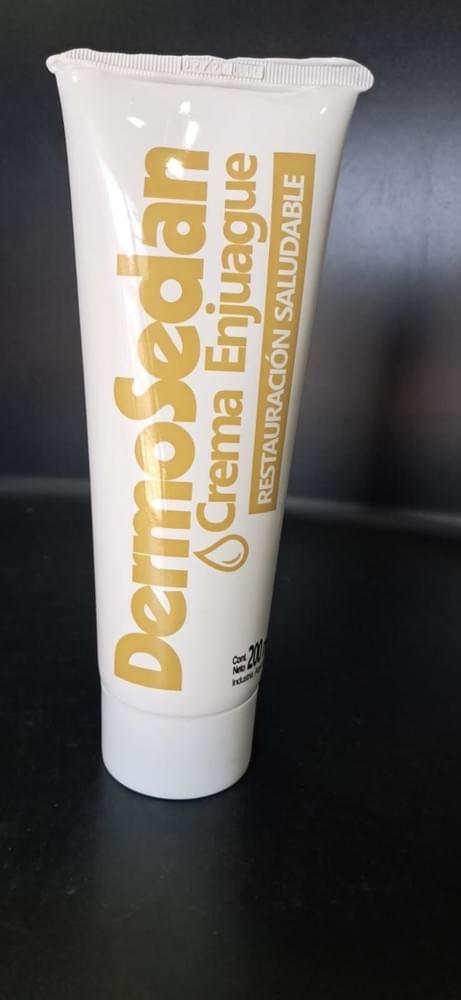 DermoSedan
Crema Enjuague
RESTAURACIÓN SALUDABLE
Cont.
Neto 200
Industria